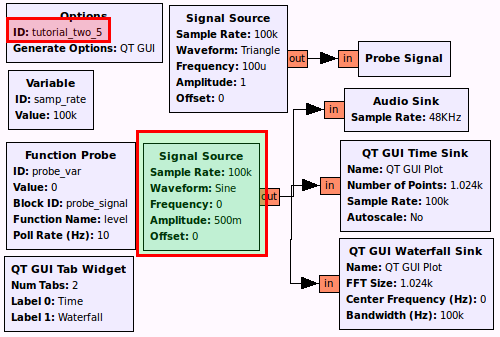 Options
ID: tutorial_two_5
Generate Options: QT GUI
Variable
ID: samp_rate
Value: 100k
Function Probe
ID: probe_var
Value: 0
Block ID: probe_signal
Function Name: level
Poll Rate (Hz): 10
QT GUI Tab Widget
Num Tabs: 2
Label 0: Time
Label 1: Waterfall
Signal Source
Sample Rate: 100k
Waveform: Triangle
Frequency: 100u
Amplitude: 1
Offset: 0
out
Signal Source
Sample Rate: 100k
Waveform: Sine
Frequency: 0
Amplitude: 500m
Offset: 0
out
in
Probe Signal
in
Audio Sink
Sample Rate: 48KHz
in
QT GUI Time Sink
Name: QT GUI Plot
Number of Points: 1.024k
Sample Rate: 100k
Autoscale: No
in
QT GUI Waterfall Sink
Name: QT GUI Plot
FFT Size: 1.024k
Center Frequency (Hz): 0
Bandwidth (Hz): 100k